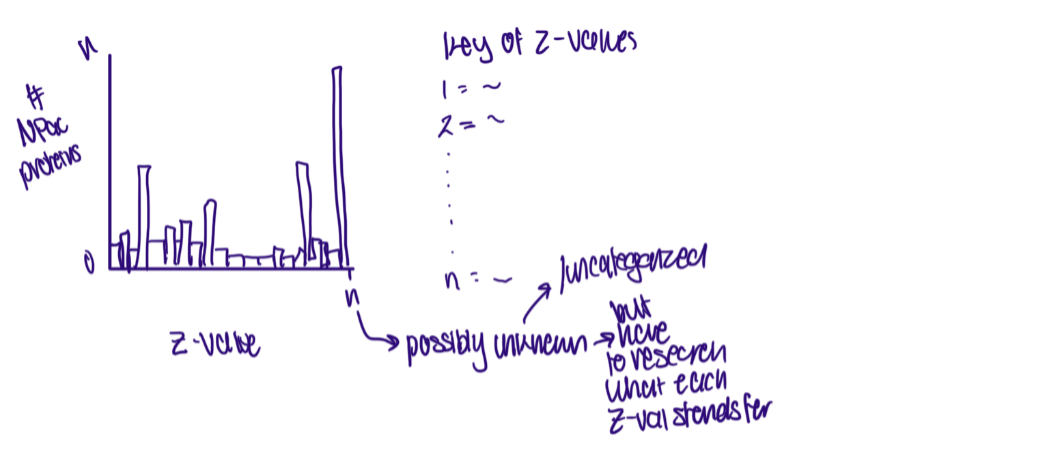 n
#
NPAC
proteins
0
n
z-value
key of z-values
1 = ~
2 = ~
n = ~
possibly unknown
/uncategorized
but
have
to research
what each
z-val stands for